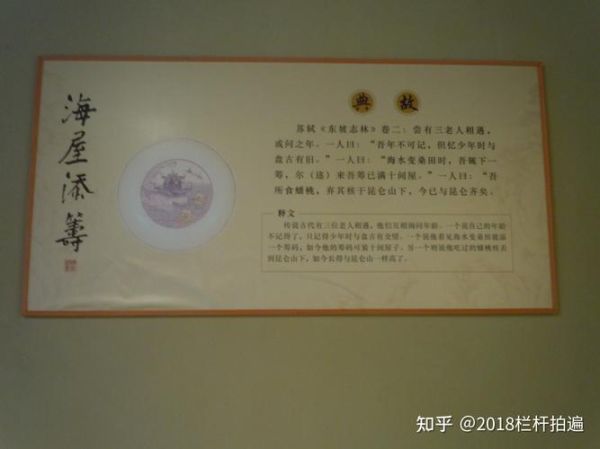 海屋添筹
典故
苏轼《东坡志林》卷二：尝有三老人相遇，
或问之年。一人曰：“吾年不可记，但忆少年时与
盘古有旧。”一人曰：“海水变桑田时，吾辄下一
筹，尔（迩）来吾筹已满十间屋。”一人曰：“吾
所食蟠桃，弃其核于昆仑山下，今已与昆仑齐矣。
释文
传说古代有三位老人相遇，他们互相询问年龄。一个说自己的年龄
不记得了，只记得少年时与盘古有交情。一个说他看见海水变桑田就添
一个筹码，如今他的筹码可装十间屋子。另一个则说他吃过的蟠桃核丢
到昆仑山下，如今长得与昆仑山一样高了。
知乎 @2018栏杆拍遍